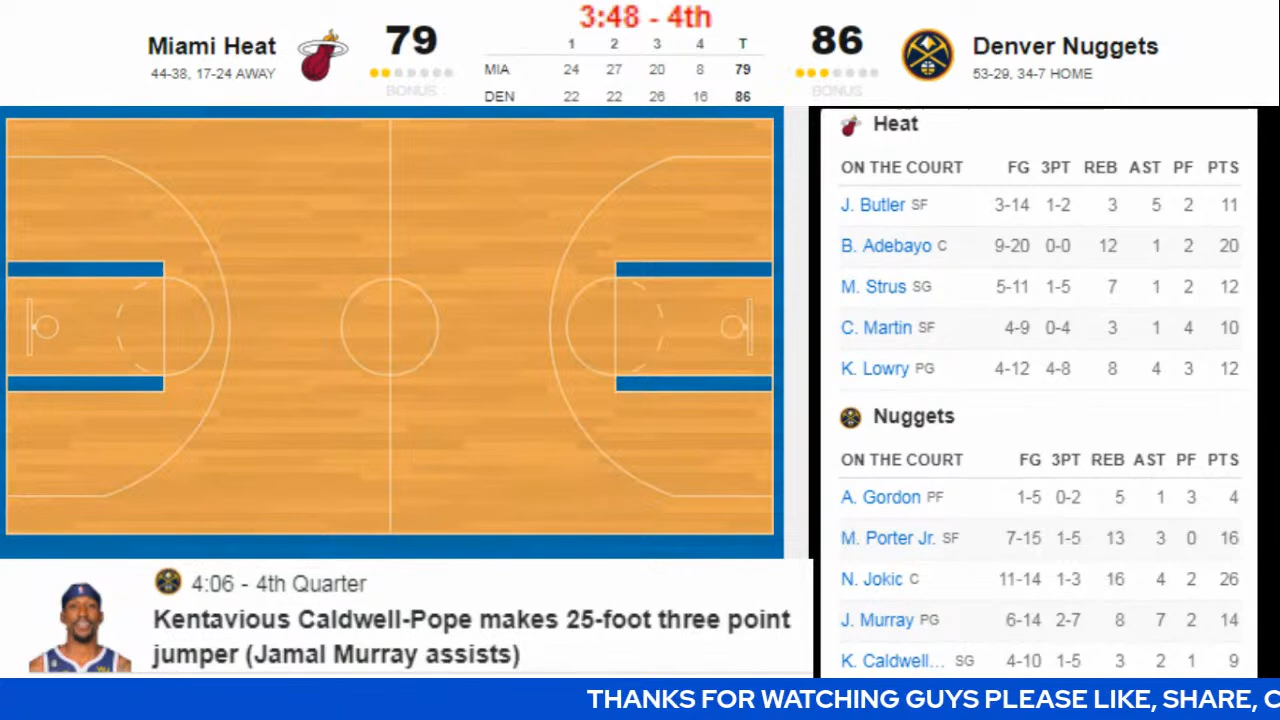 3:48 - 4th
Miami Heat
44-38, 17-24 AWAY
79
BONUS
1 2 3 4 T
MIA 24 27 20 8 79
DEN 22 22 26 16 86
86
BONUS
Denver Nuggets
53-29, 34-7 HOME
Heat
ON THE COURT FG 3PT REB AST PF PTS
J. Butler SF 3-14 1-2 3 5 2 11
B. Adebayo C 9-20 0-0 12 1 2 20
M. Strus SG 5-11 1-5 7 1 2 12
C. Martin SF 4-9 0-4 3 1 4 10
K. Lowry PG 4-12 4-8 8 4 3 12
Nuggets
ON THE COURT FG 3PT REB AST PF PTS
A. Gordon PF 1-5 0-2 5 1 3 4
M. Porter Jr. SF 7-15 1-5 13 3 0 16
N. Jokic C 11-14 1-3 16 4 2 26
J. Murray PG 6-14 2-7 8 7 2 14
K. Caldwell... SG 4-10 1-5 3 2 1 9
4:06 - 4th Quarter
Kentavious Caldwell-Pope makes 25-foot three point
jumper (Jamal Murray assists)
THANKS FOR WATCHING GUYS PLEASE LIKE, SHARE, C